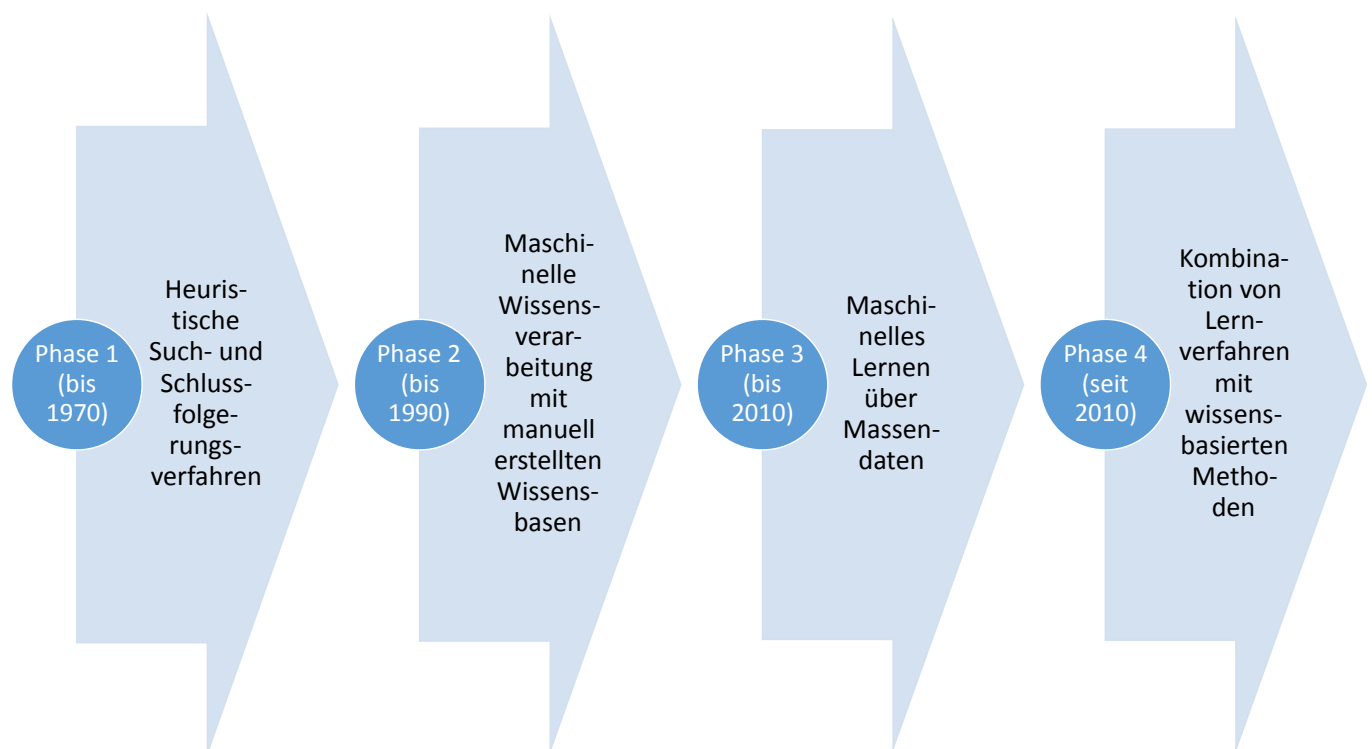 Phase 1
(bis
1970)
Heuris-
tische
Such- und
Schluss-
folge-
rungs-
verfahren
Phase 2
(bis
1990)
Maschi-
nelle
Wissens-
verar-
beitung
mit
manuell
erstellten
Wissens-
basen
Phase 3
(bis
2010)
Maschi-
nelles
Lernen
über
Massen-
daten
Phase 4
(seit
2010)
Kombina-
tion von
Lern-
verfahren
mit
wissens-
basierten
Metho-
den